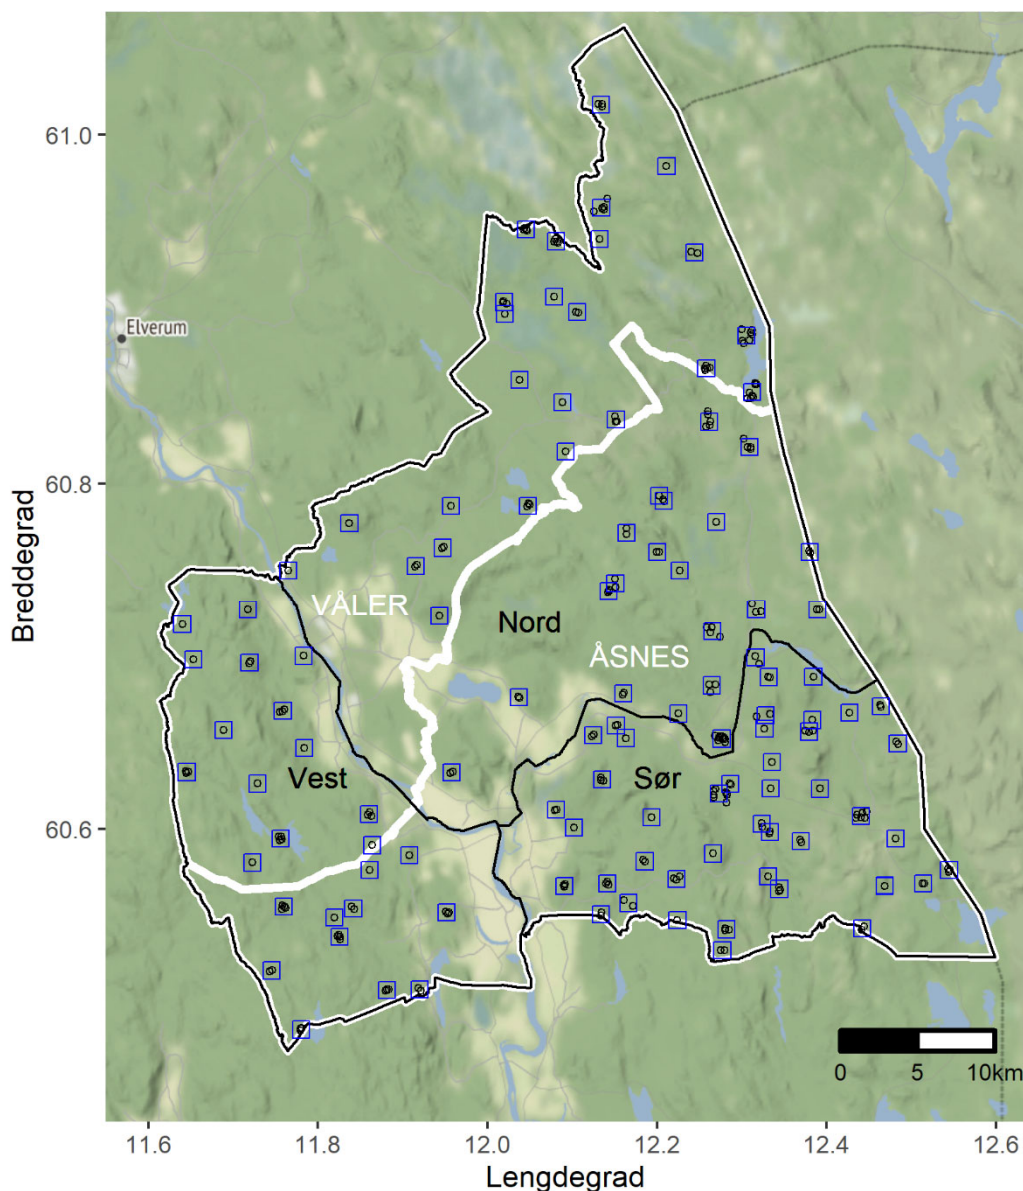 61.0
Elverum
60.8
VÅLER
Nord
ÅSNES
Breddegrad
Vest
Sør
60.6
0 5 10km
11.6 11.8 12.0 12.2 12.4 12.6
Lengdegrad